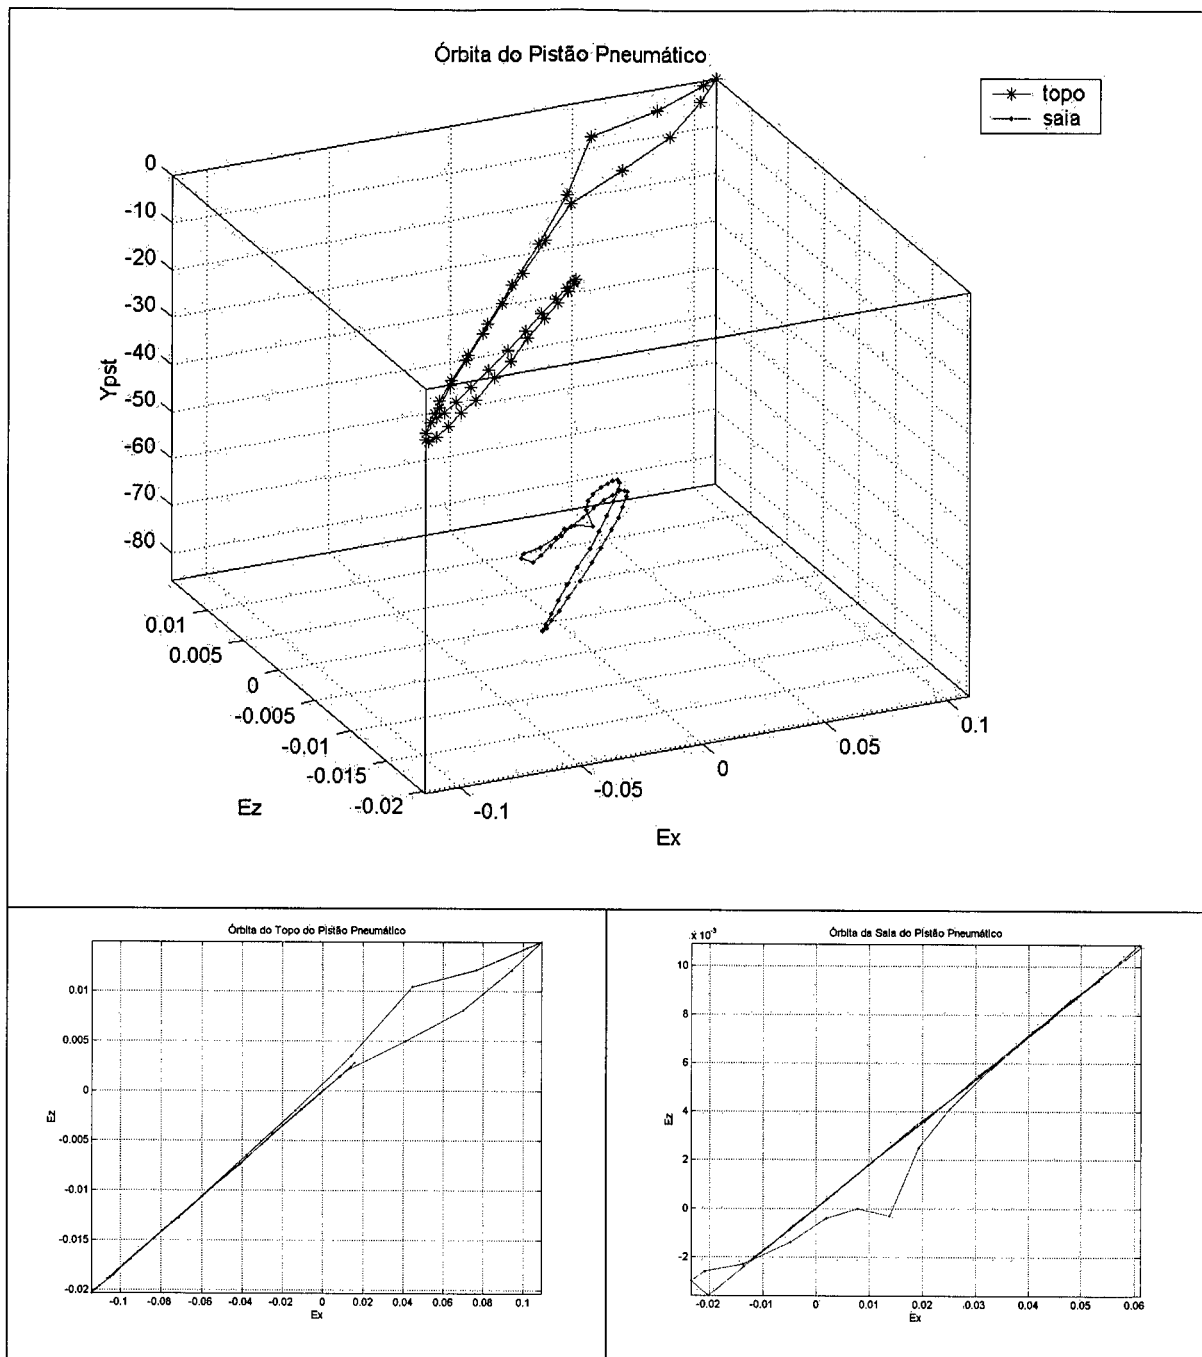 Órbita do Pistão Pneumático
topo
saia
0
-10
-20
-30
-40
-50
-60
-70
-80
Ypst
0.01
0.005
0
-0.005
-0.01
-0.015
-0.02
Ez
-0.1
-0.05
0
0.05
0.1
Ex
Órbita do Topo do Pistão Pneumático
0.01
0.005
0
-0.005
-0.01
-0.015
-0.02
Ez
-0.1 -0.08 -0.06 -0.04 -0.02 0 0.02 0.04 0.06 0.08 0.1
Ex
x 10⁻³
Órbita da Saia do Pistão Pneumático
10
8
6
4
2
0
-2
Ez
-0.02 -0.01 0 0.01 0.02 0.03 0.04 0.05 0.06
Ex